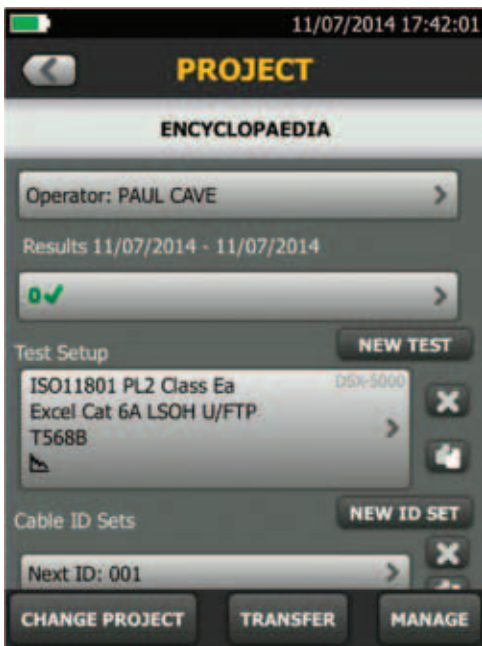 11/07/2014 17:42:01
PROJECT
ENCYCLOPAEDIA
Operator: PAUL CAVE
Results 11/07/2014 - 11/07/2014
0✓
Test Setup
NEW TEST
ISO11801 PL2 Class Ea
DSX-5000
Excel Cat 6A LSOH U/FTP
T568B
Cable ID Sets
NEW ID SET
Next ID: 001
CHANGE PROJECT
TRANSFER
MANAGE